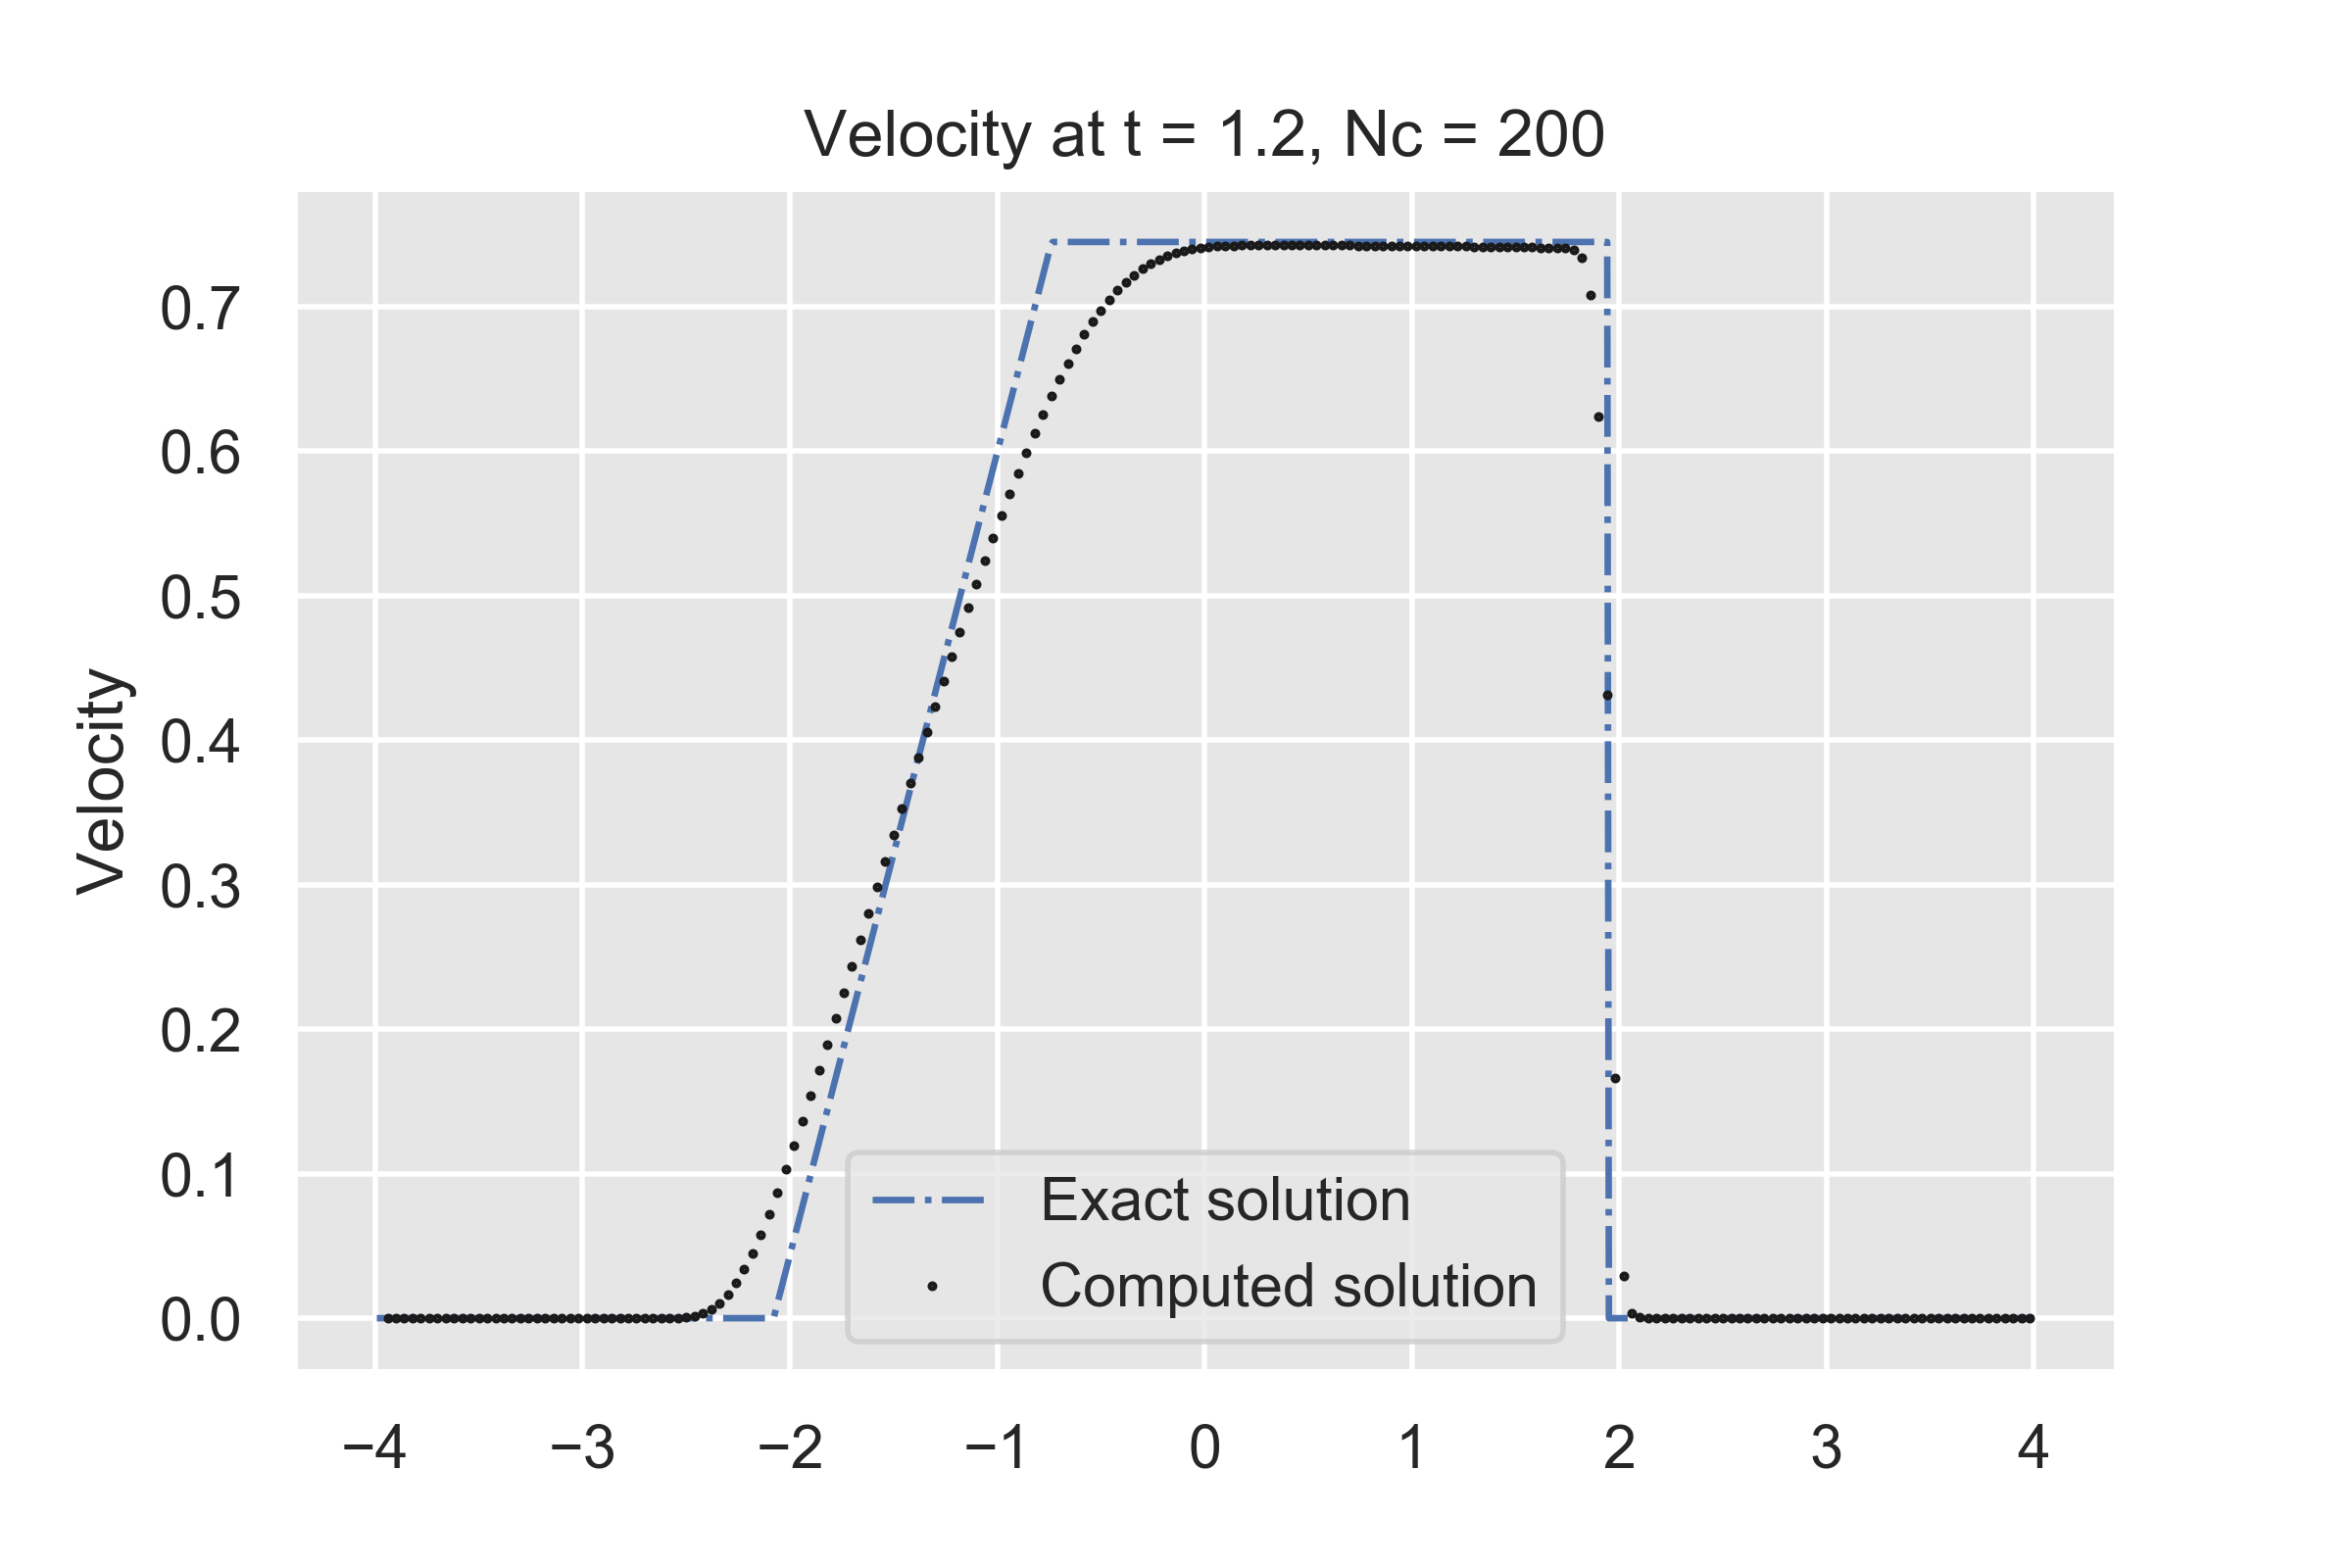 Velocity at t = 1.2, Nc = 200
Velocity
0.7
0.6
0.5
0.4
0.3
0.2
0.1
0.0
Exact solution
Computed solution
−4 −3 −2 −1 0 1 2 3 4